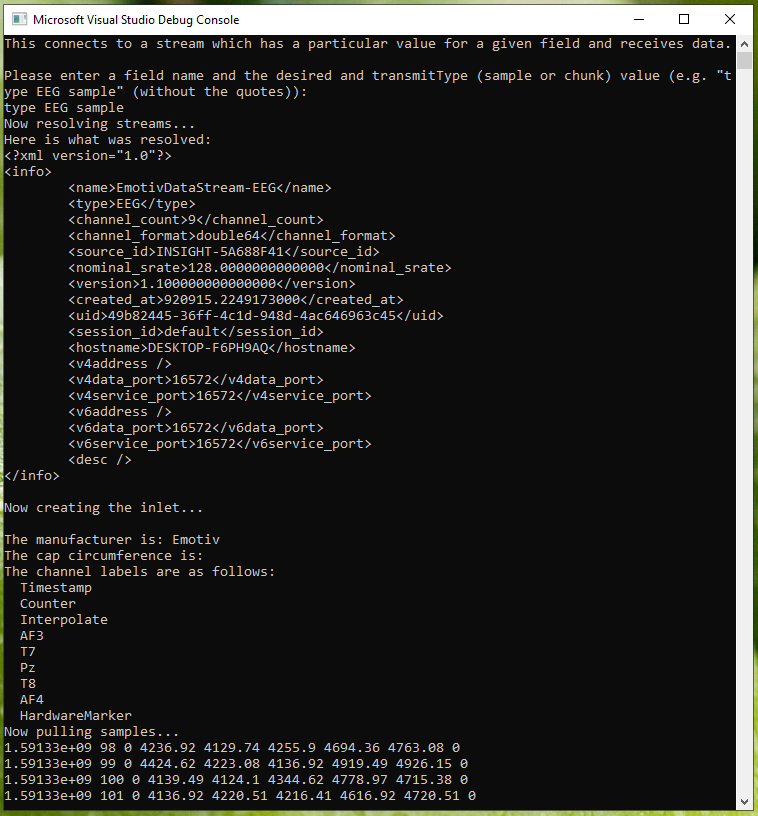 Microsoft Visual Studio Debug Console
This connects to a stream which has a particular value for a given field and receives data.
Please enter a field name and the desired and transmitType (sample or chunk) value (e.g. "t
ype EEG sample" (without the quotes)):
type EEG sample
Now resolving streams...
Here is what was resolved:
<?xml version="1.0"?>
<info>
<name>EmotivDataStream-EEG</name>
<type>EEG</type>
<channel_count>9</channel_count>
<channel_format>double64</channel_format>
<source_id>INSIGHT-5A688F41</source_id>
<nominal_srate>128.0000000000000</nominal_srate>
<version>1.100000000000000</version>
<created_at>920915.2249173000</created_at>
<uid>49b82445-36ff-4c1d-948d-4ac646963c45</uid>
<session_id>default</session_id>
<hostname>DESKTOP-F6PH9AQ</hostname>
<v4address />
<v4data_port>16572</v4data_port>
<v4service_port>16572</v4service_port>
<v6address />
<v6data_port>16572</v6data_port>
<v6service_port>16572</v6service_port>
<desc />
</info>
Now creating the inlet...
The manufacturer is: Emotiv
The cap circumference is:
The channel labels are as follows:
Timestamp
Counter
Interpolate
AF3
T7
Pz
T8
AF4
HardwareMarker
Now pulling samples...
1.59133e+09 98 0 4236.92 4129.74 4255.9 4694.36 4763.08 0
1.59133e+09 99 0 4424.62 4223.08 4136.92 4919.49 4926.15 0
1.59133e+09 100 0 4139.49 4124.1 4344.62 4778.97 4715.38 0
1.59133e+09 101 0 4136.92 4220.51 4216.41 4616.92 4720.51 0